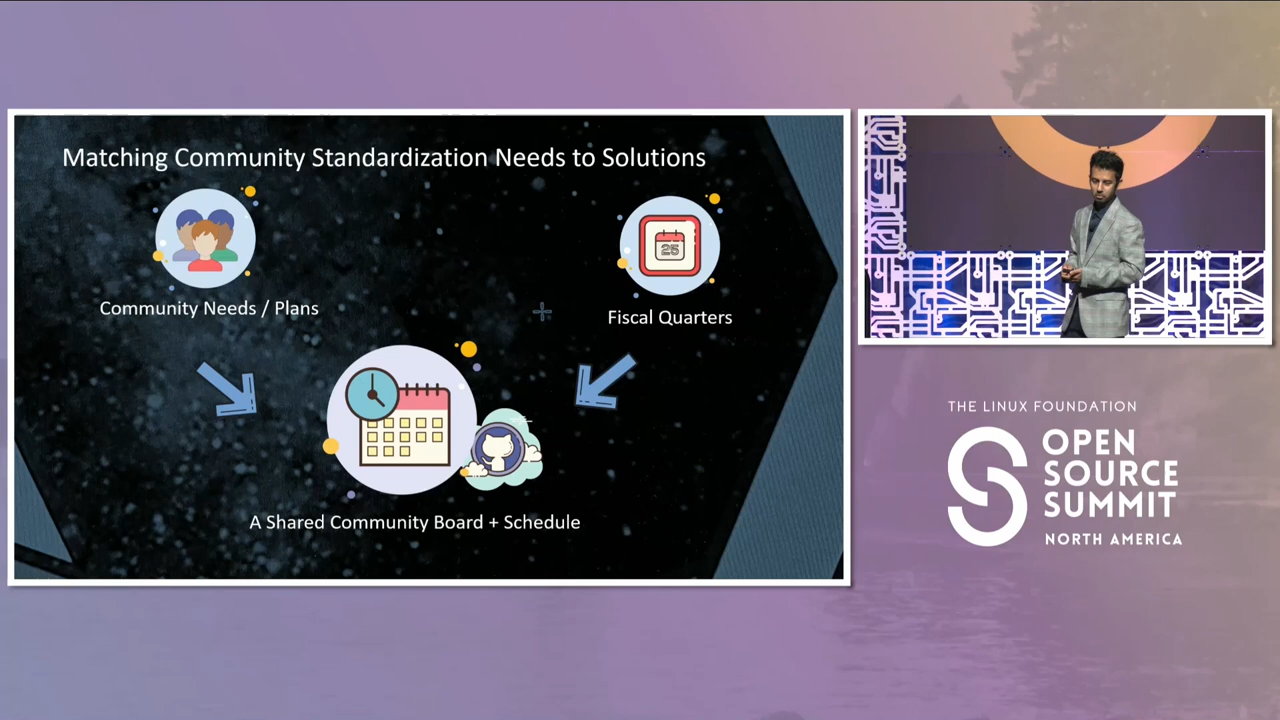 Matching Community Standardization Needs to Solutions
Community Needs / Plans
25
Fiscal Quarters
A Shared Community Board + Schedule
THE LINUX FOUNDATION
OPEN
SOURCE
SUMMIT
NORTH AMERICA